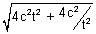 √(4c²t² + 4c²/t²)